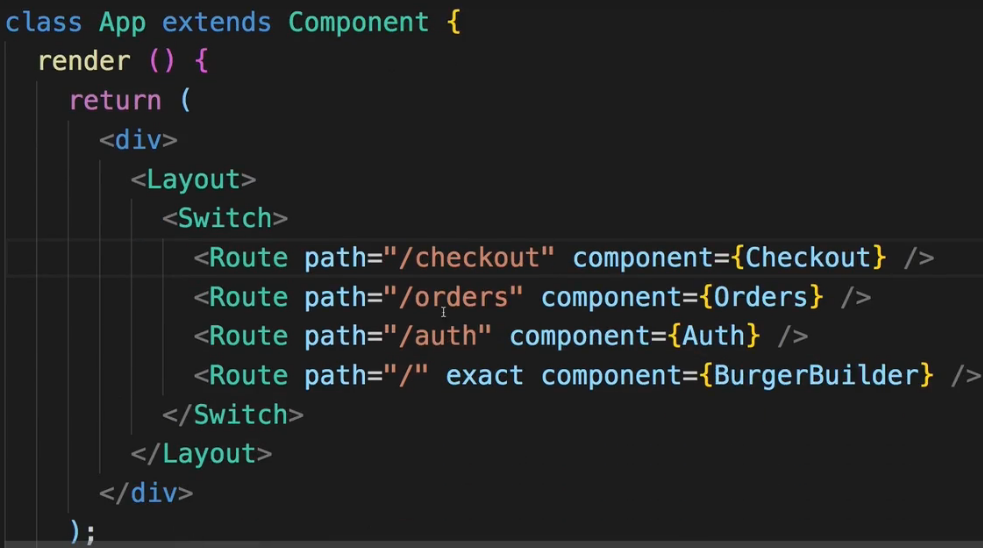 class App extends Component {
  render () {
    return (
      <div>
        <Layout>
          <Switch>
            <Route path="/checkout" component={Checkout} />
            <Route path="/orders" component={Orders} />
            <Route path="/auth" component={Auth} />
            <Route path="/" exact component={BurgerBuilder} />
          </Switch>
        </Layout>
      </div>
    );